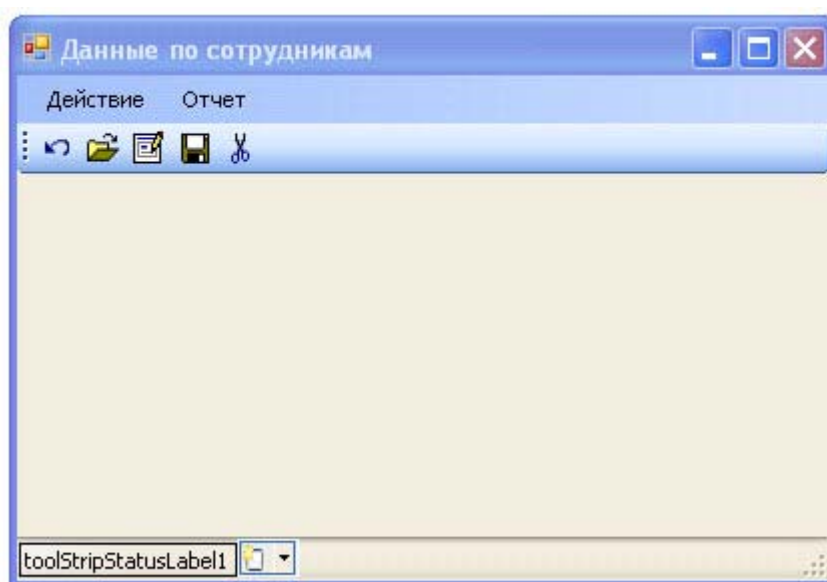 Данные по сотрудникам
Действие Отчет
toolStripStatusLabel1